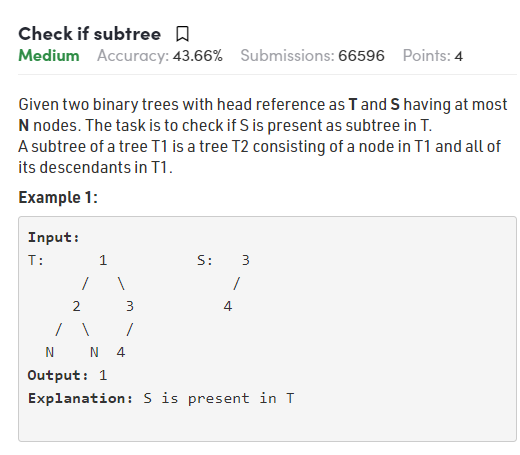 Check if subtree
Medium Accuracy: 43.66% Submissions: 66596 Points: 4
Given two binary trees with head reference as T and S having at most
N nodes. The task is to check if S is present as subtree in T.
A subtree of a tree T1 is a tree T2 consisting of a node in T1 and all of
its descendants in T1.
Example 1:
Input:
T:      1          S:   3
      /   \            /
     2     3          4
   /  \    /
  N    N  4
Output: 1
Explanation: S is present in T